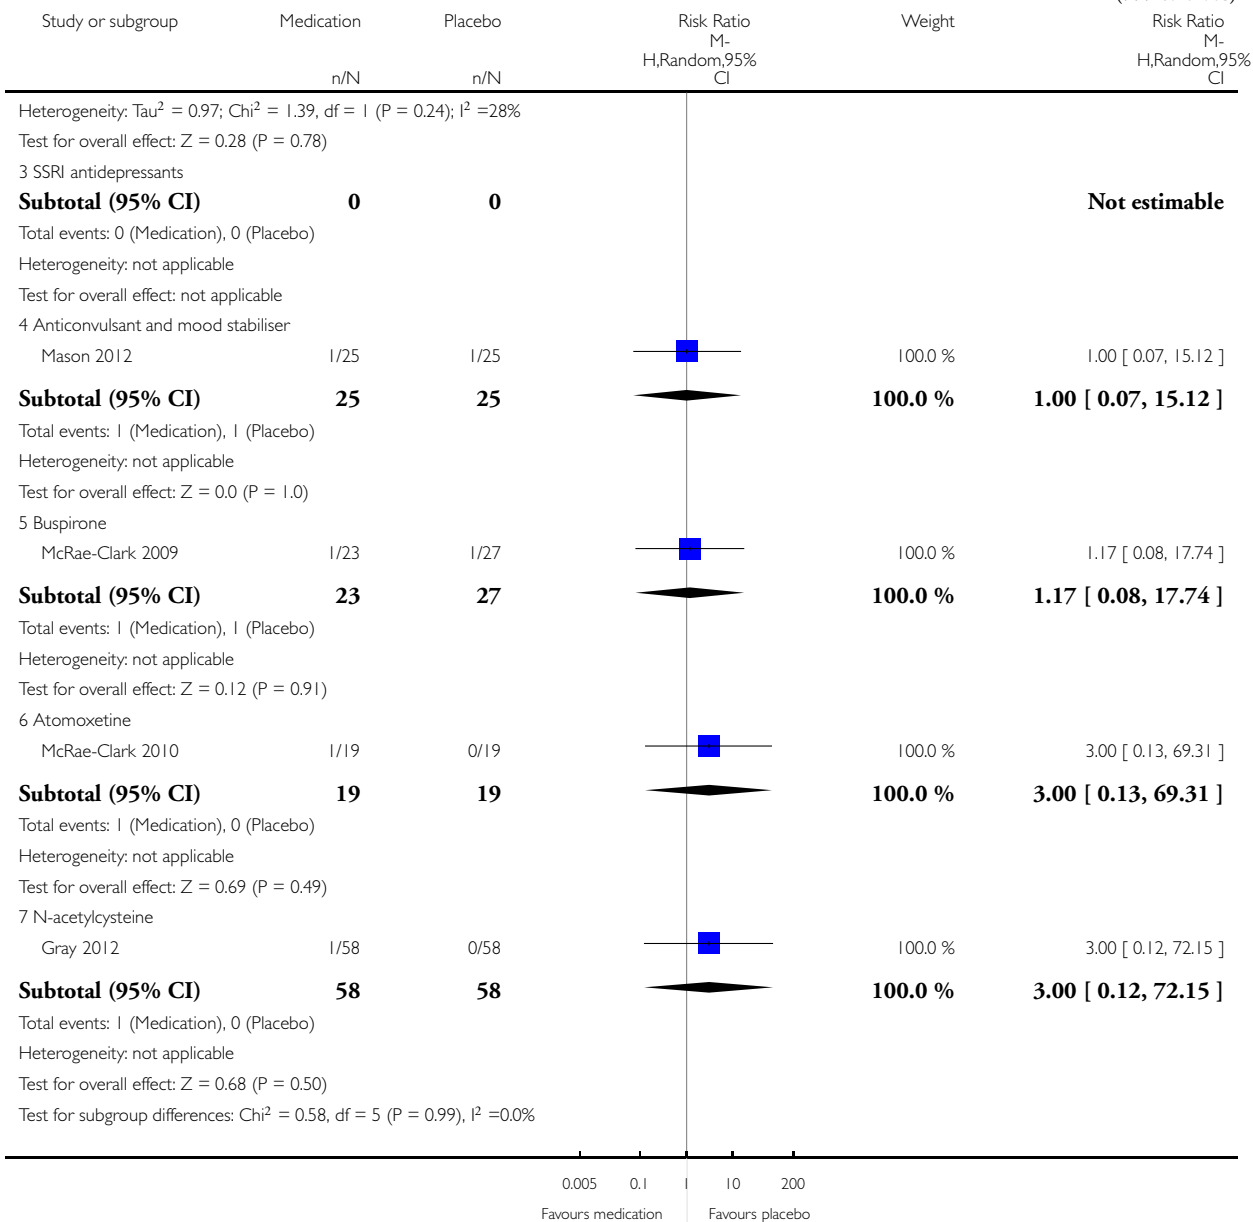 Study or subgroup Medication Placebo Risk Ratio Weight Risk Ratio
M- M-
H,Random,95% H,Random,95%
n/N n/N CI CI
Heterogeneity: Tau² = 0.97; Chi² = 1.39, df = 1 (P = 0.24); I² =28%
Test for overall effect: Z = 0.28 (P = 0.78)
3 SSRI antidepressants
Subtotal (95% CI) 0 0 Not estimable
Total events: 0 (Medication), 0 (Placebo)
Heterogeneity: not applicable
Test for overall effect: not applicable
4 Anticonvulsant and mood stabiliser
Mason 2012 1/25 1/25 100.0 % 1.00 [ 0.07, 15.12 ]
Subtotal (95% CI) 25 25 100.0 % 1.00 [ 0.07, 15.12 ]
Total events: 1 (Medication), 1 (Placebo)
Heterogeneity: not applicable
Test for overall effect: Z = 0.0 (P = 1.0)
5 Buspirone
McRae-Clark 2009 1/23 1/27 100.0 % 1.17 [ 0.08, 17.74 ]
Subtotal (95% CI) 23 27 100.0 % 1.17 [ 0.08, 17.74 ]
Total events: 1 (Medication), 1 (Placebo)
Heterogeneity: not applicable
Test for overall effect: Z = 0.12 (P = 0.91)
6 Atomoxetine
McRae-Clark 2010 1/19 0/19 100.0 % 3.00 [ 0.13, 69.31 ]
Subtotal (95% CI) 19 19 100.0 % 3.00 [ 0.13, 69.31 ]
Total events: 1 (Medication), 0 (Placebo)
Heterogeneity: not applicable
Test for overall effect: Z = 0.69 (P = 0.49)
7 N-acetylcysteine
Gray 2012 1/58 0/58 100.0 % 3.00 [ 0.12, 72.15 ]
Subtotal (95% CI) 58 58 100.0 % 3.00 [ 0.12, 72.15 ]
Total events: 1 (Medication), 0 (Placebo)
Heterogeneity: not applicable
Test for overall effect: Z = 0.68 (P = 0.50)
Test for subgroup differences: Chi² = 0.58, df = 5 (P = 0.99), I² =0.0%
0.005 0.1 1 10 200
Favours medication Favours placebo